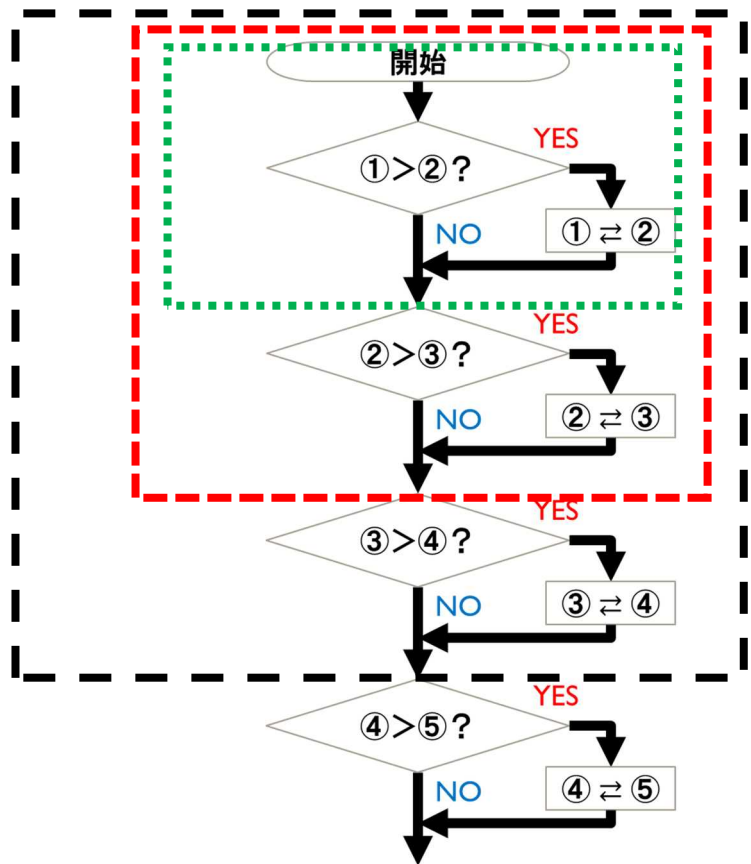 開始
①>②?
YES
NO
① ⇄ ②
②>③?
YES
NO
② ⇄ ③
③>④?
YES
NO
③ ⇄ ④
④>⑤?
YES
NO
④ ⇄ ⑤